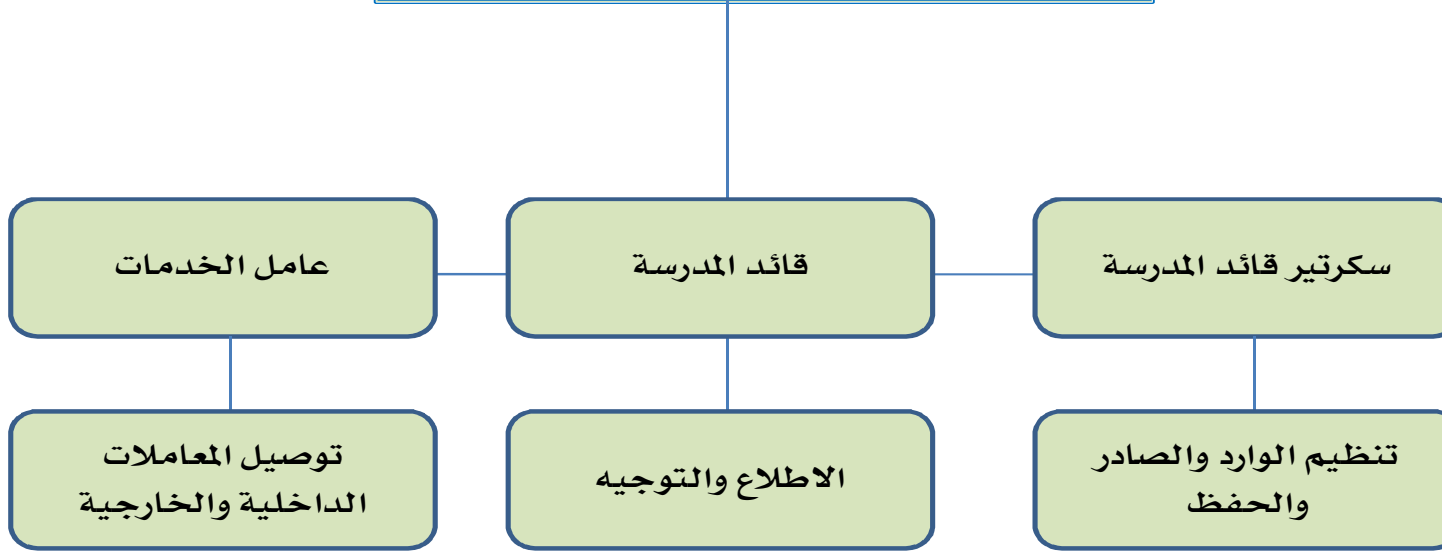 سكرتير قائد المدرسة
قائد المدرسة
عامل الخدمات
تنظيم الوارد والصادر
والحفظ
الاطلاع والتوجيه
توصيل المعاملات
الداخلية والخارجية